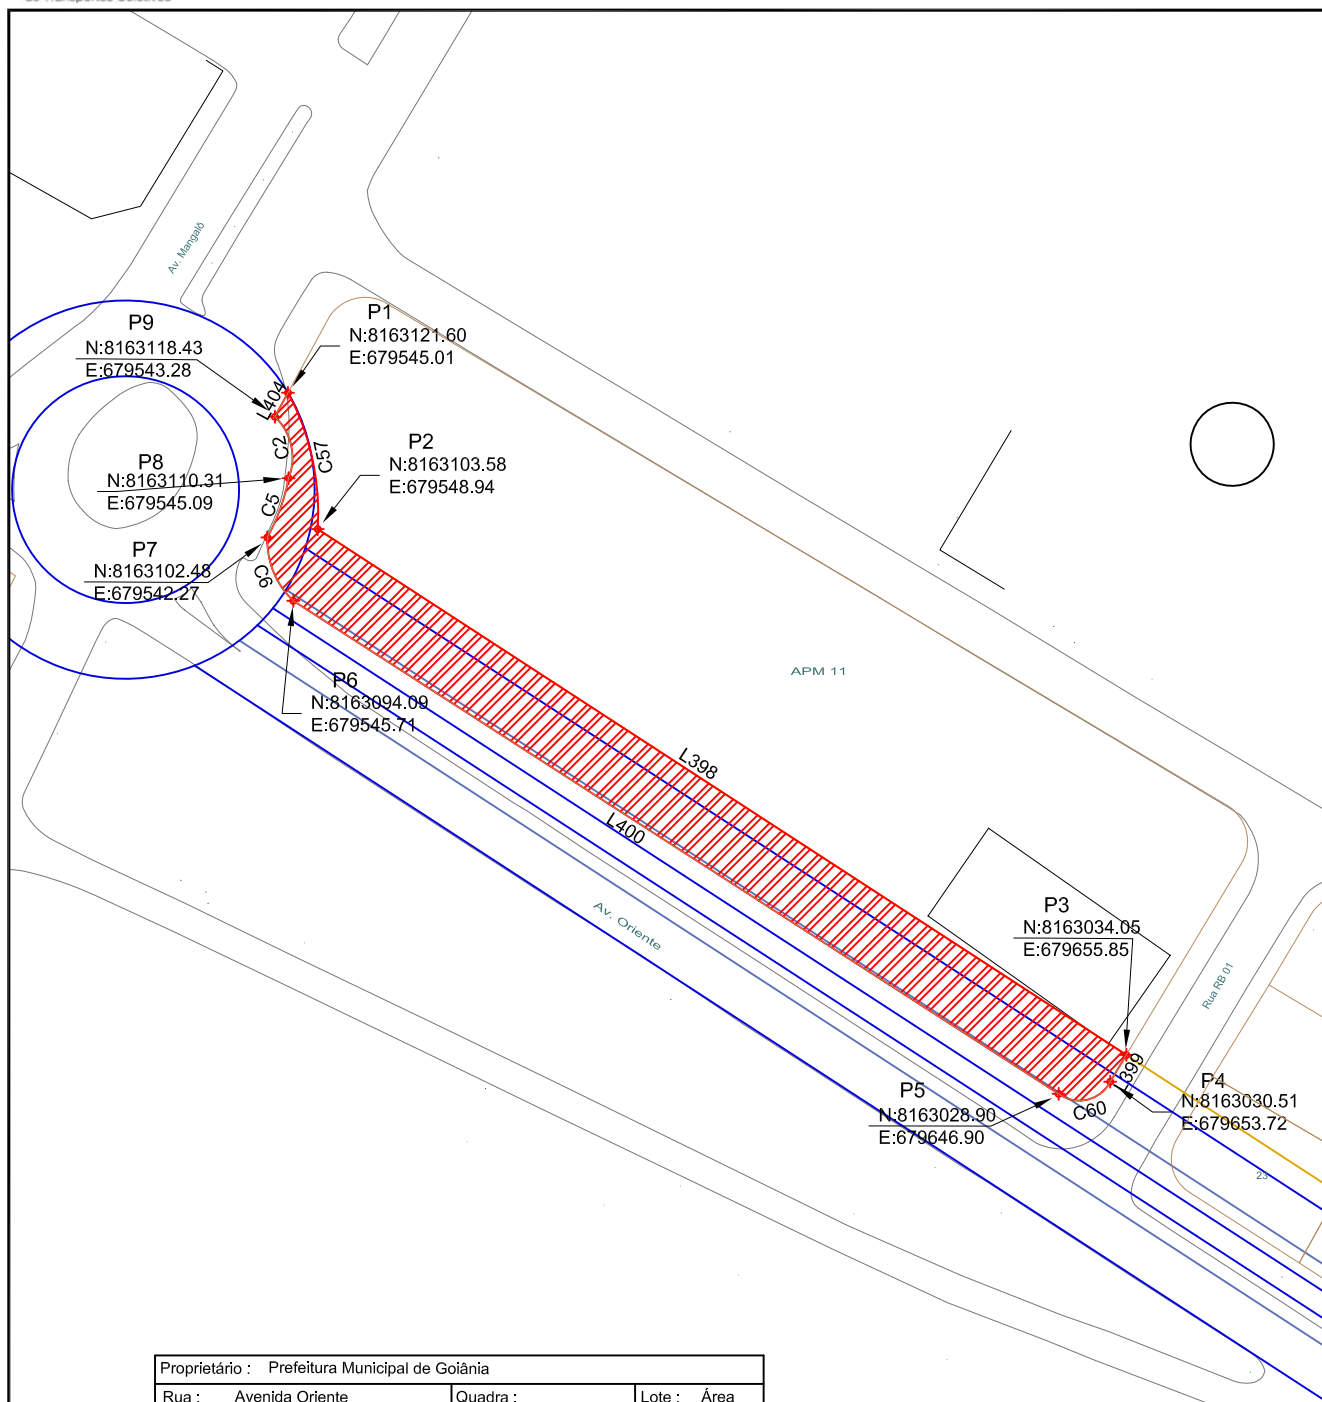 Av. Mangalô
P9
N:8163118.43
E:679543.28
P1
N:8163121.60
E:679545.01
L404
C2
C57
P2
N:8163103.58
E:679548.94
P8
N:8163110.31
E:679545.09
C5
P7
N:8163102.48
E:679542.27
C6
P6
N:8163094.09
E:679545.71
APM 11
L398
L400
Av. Oriente
P3
N:8163034.05
E:679655.85
Rua RB 01
399
P4
N:8163030.51
E:679653.72
P5
N:8163028.90
E:679646.90
C60
23
Proprietário : Prefeitura Municipal de Goiânia
Rua : Avenida Oriente Quadra : Lote : Área